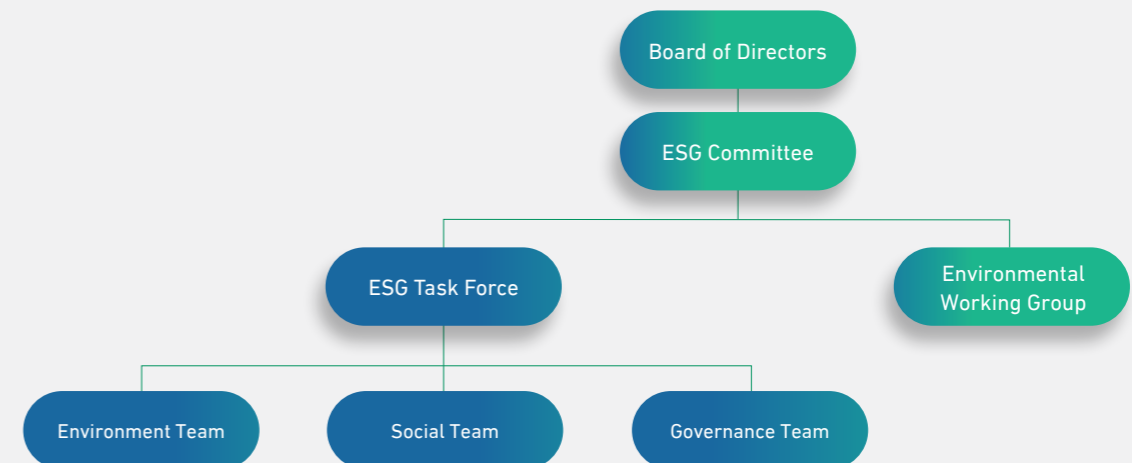 Board of Directors
ESG Committee
ESG Task Force
Environmental
Working Group
Environment Team
Social Team
Governance Team